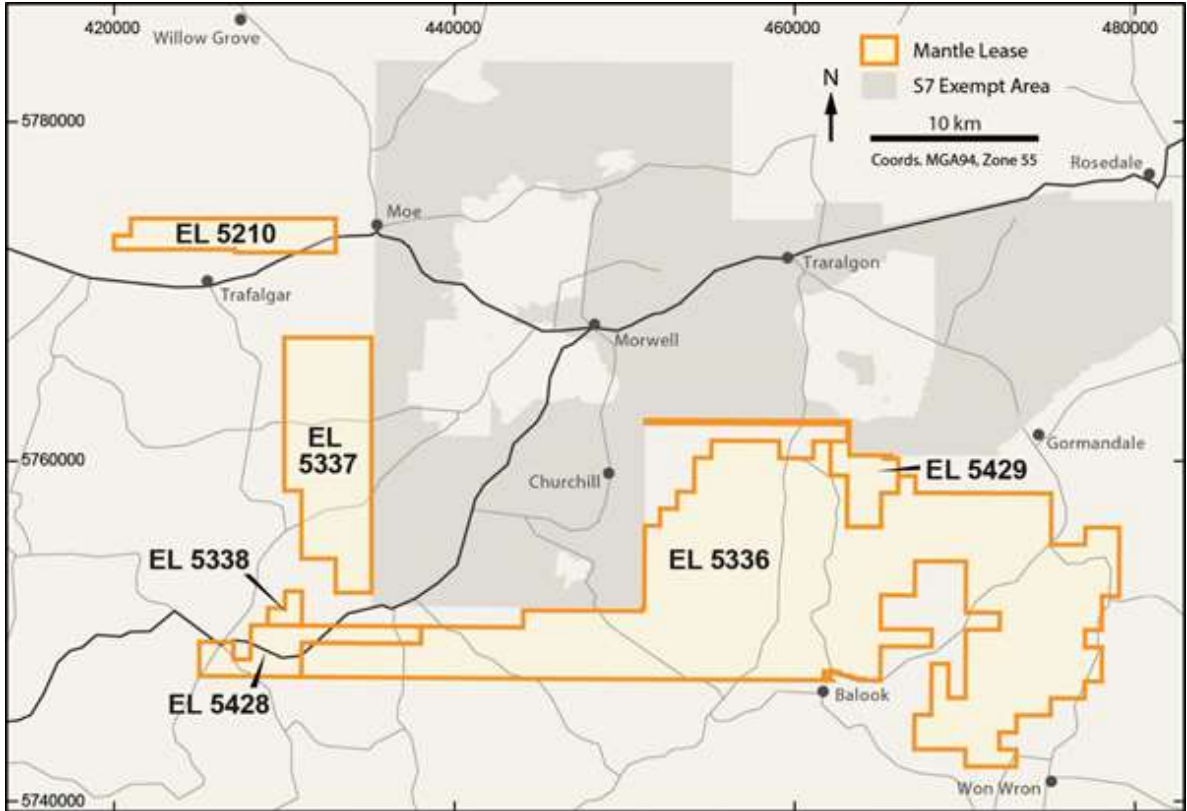 420000
440000
460000
480000
Willow Grove
Mantle Lease
S7 Exempt Area
N
10 km
Coords. MGA94, Zone 55
5780000
Rosedale
Moe
EL 5210
Trafalgar
Traralgon
Morwell
EL
5337
Gormandale
5760000
Churchill
EL 5429
EL 5338
EL 5336
EL 5428
Balook
Won Wron
5740000